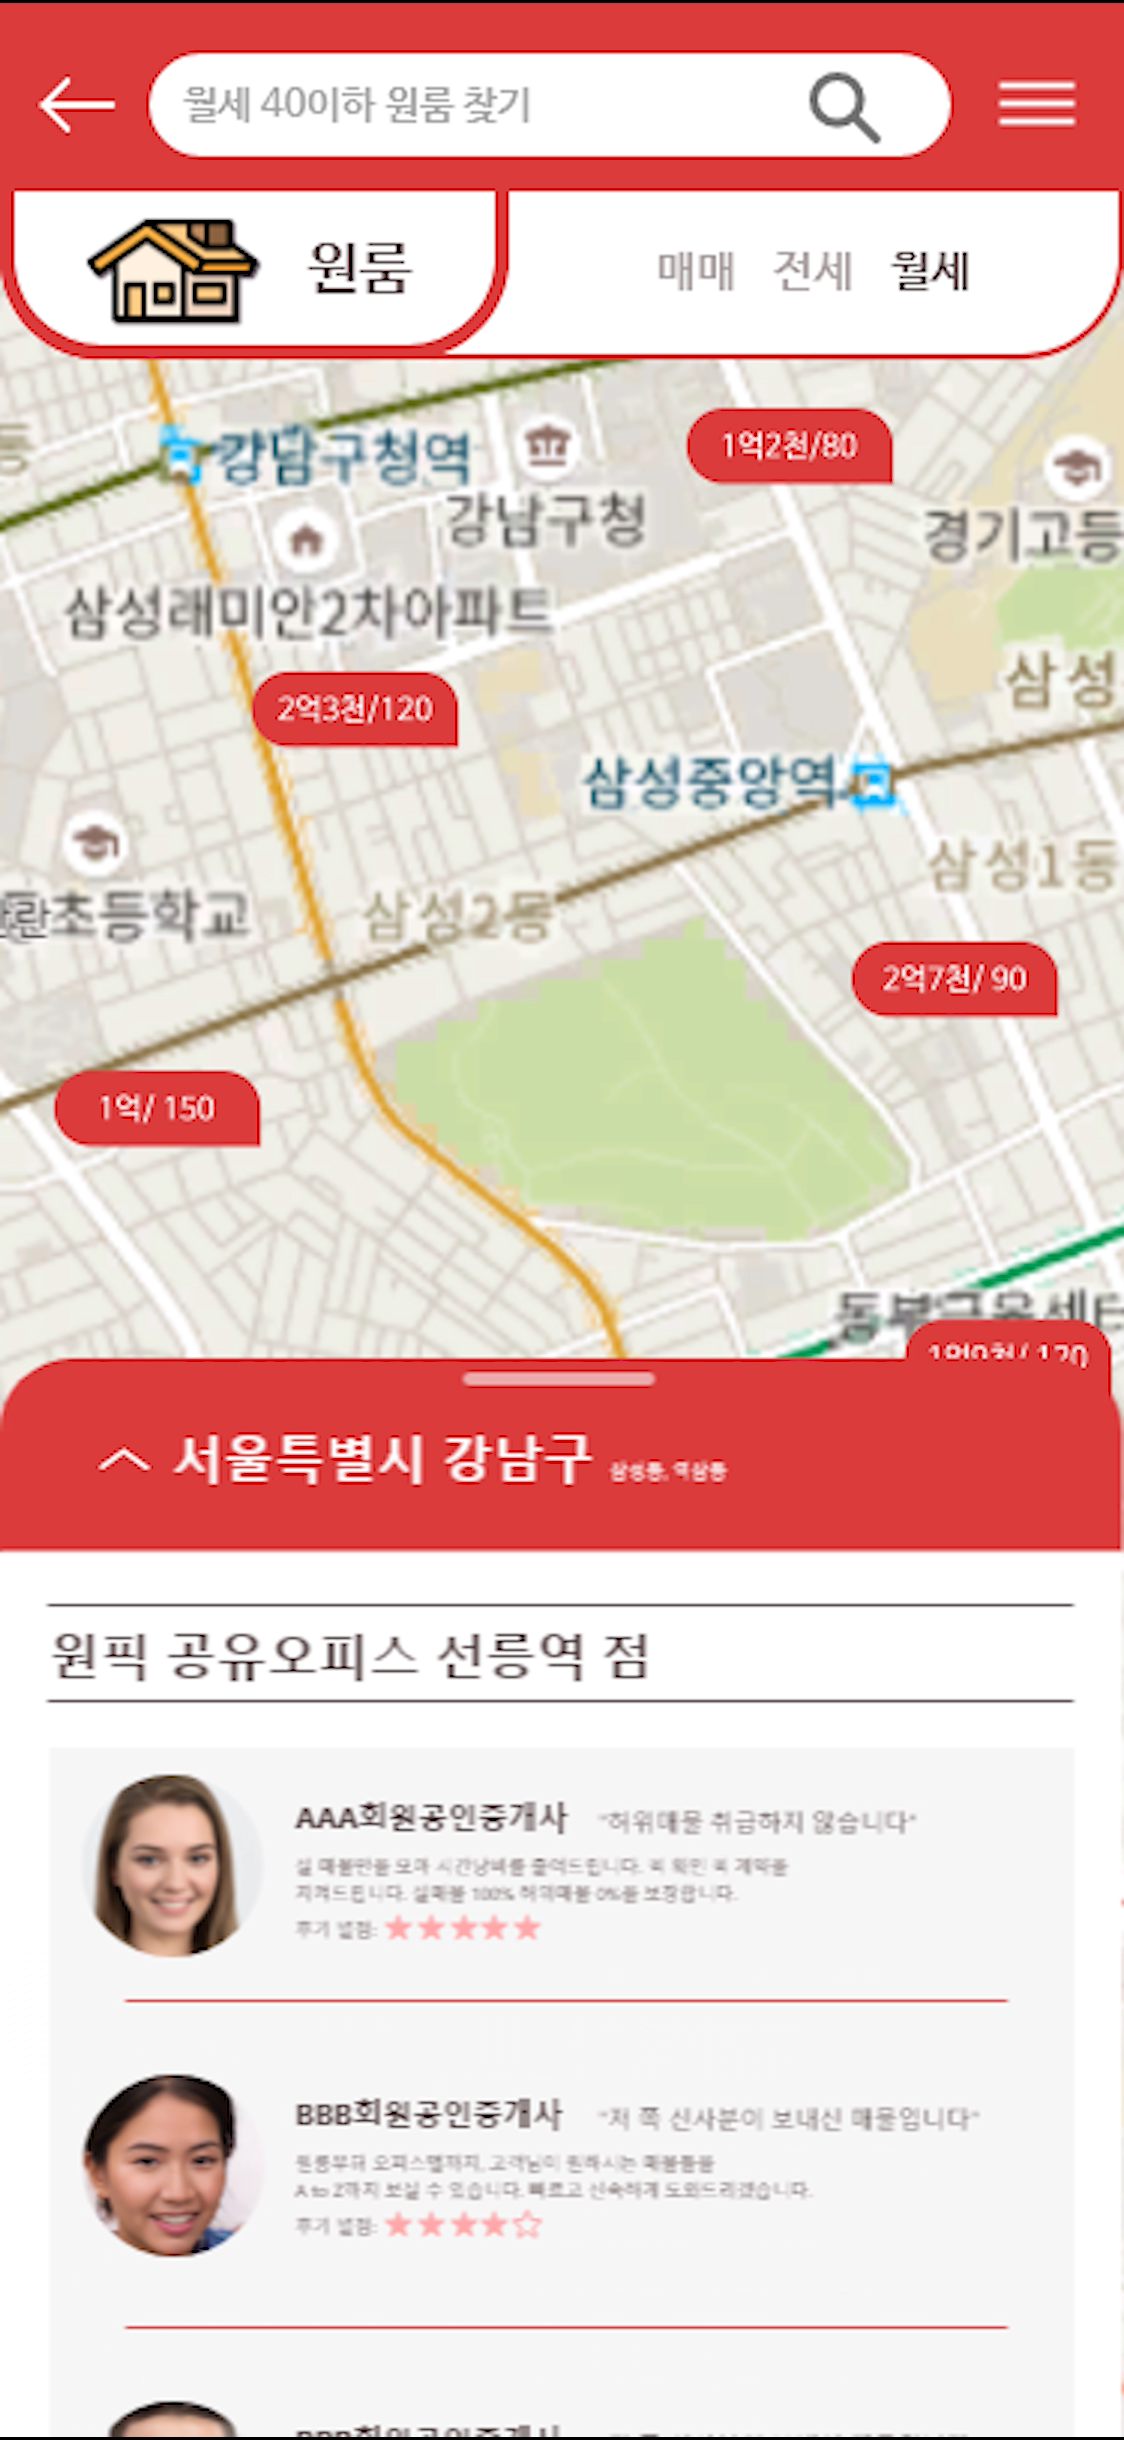 월세 40이하 원룸 찾기
원룸
매매 전세 월세
강남구청역
1억2천/80
강남구청
경기고등
삼성래미안2차아파트
삼성
2억3천/120
삼성중앙역
삼성1동
란초등학교
삼성2동
2억7천/ 90
1억/ 150
서울특별시 강남구 삼성동, 역삼동
원픽 공유오피스 선릉역 점
AAA회원공인중개사 "허위매물 취급하지 않습니다"
실 매물만을 모아 시간낭비를 줄여드립니다. 꼭 확인 꼭 계약을
지켜드립니다. 실매물 100% 허위매물 0%을 보장합니다.
후기 별점: ★★★★★
BBB회원공인중개사 "저 쪽 신사분이 보내신 매물입니다"
원룸부터 오피스텔까지, 고객님이 원하시는 매물들을
A to Z까지 보실 수 있습니다. 빠르고 신속하게 도와드리겠습니다.
후기 별점: ★★★★☆